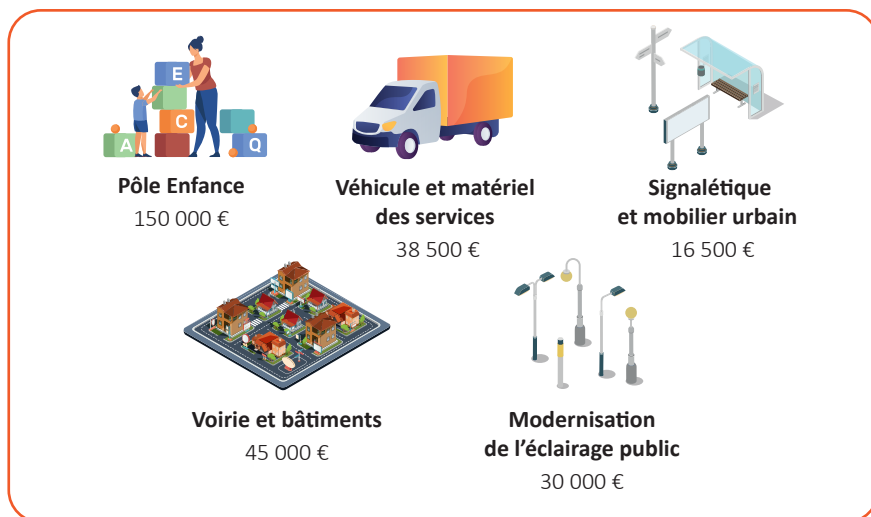 E
C
A
Q
Pôle Enfance
150 000 €
Véhicule et matériel
des services
38 500 €
Signalétique
et mobilier urbain
16 500 €
Voirie et bâtiments
45 000 €
Modernisation
de l’éclairage public
30 000 €